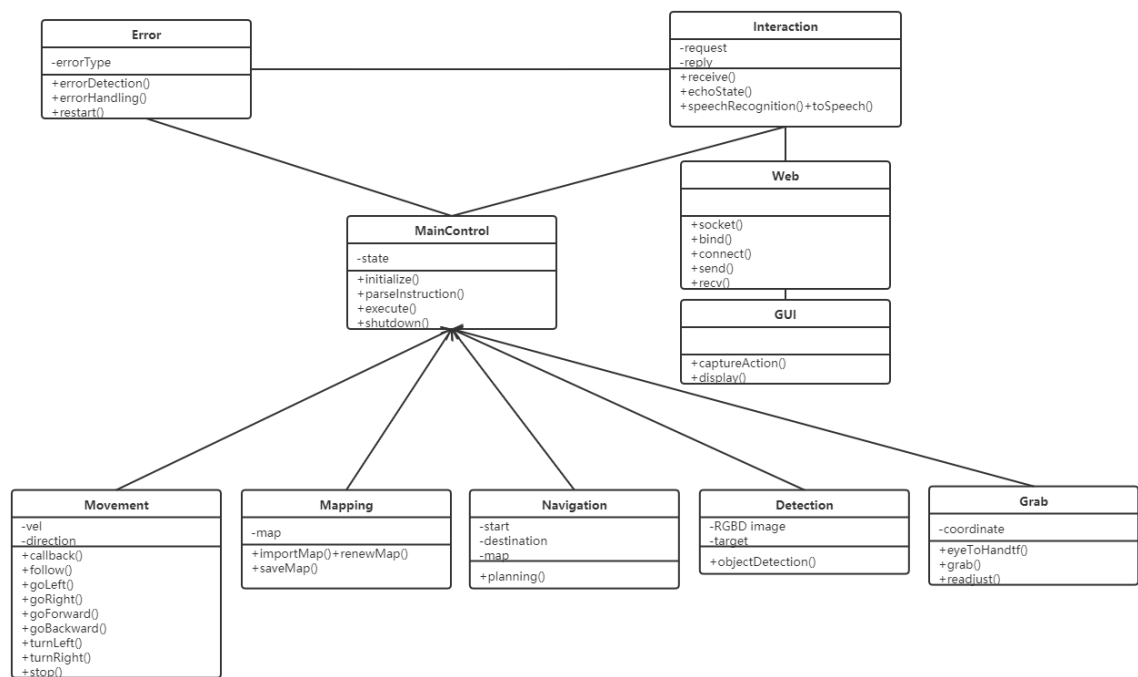 Error
-errorType
+errorDetection()
+errorHandling()
+restart()
Interaction
-request
-reply
+receive()
+echoState()
+speechRecognition()+toSpeech()
Web
+socket()
+bind()
+connect()
+send()
+recv()
MainControl
-state
+initialize()
+parseInstruction()
+execute()
+shutdown()
GUI
+captureAction()
+display()
Movement
-vel
-direction
+callback()
+follow()
+goLeft()
+goRight()
+goForward()
+goBackward()
+turnLeft()
+turnRight()
+stop()
Mapping
-map
+importMap()+renewMap()
+saveMap()
Navigation
-start
-destination
-map
+planning()
Detection
-RGBD image
-target
+objectDetection()
Grab
-coordinate
+eyeToHandtf()
+grab()
+readjust()